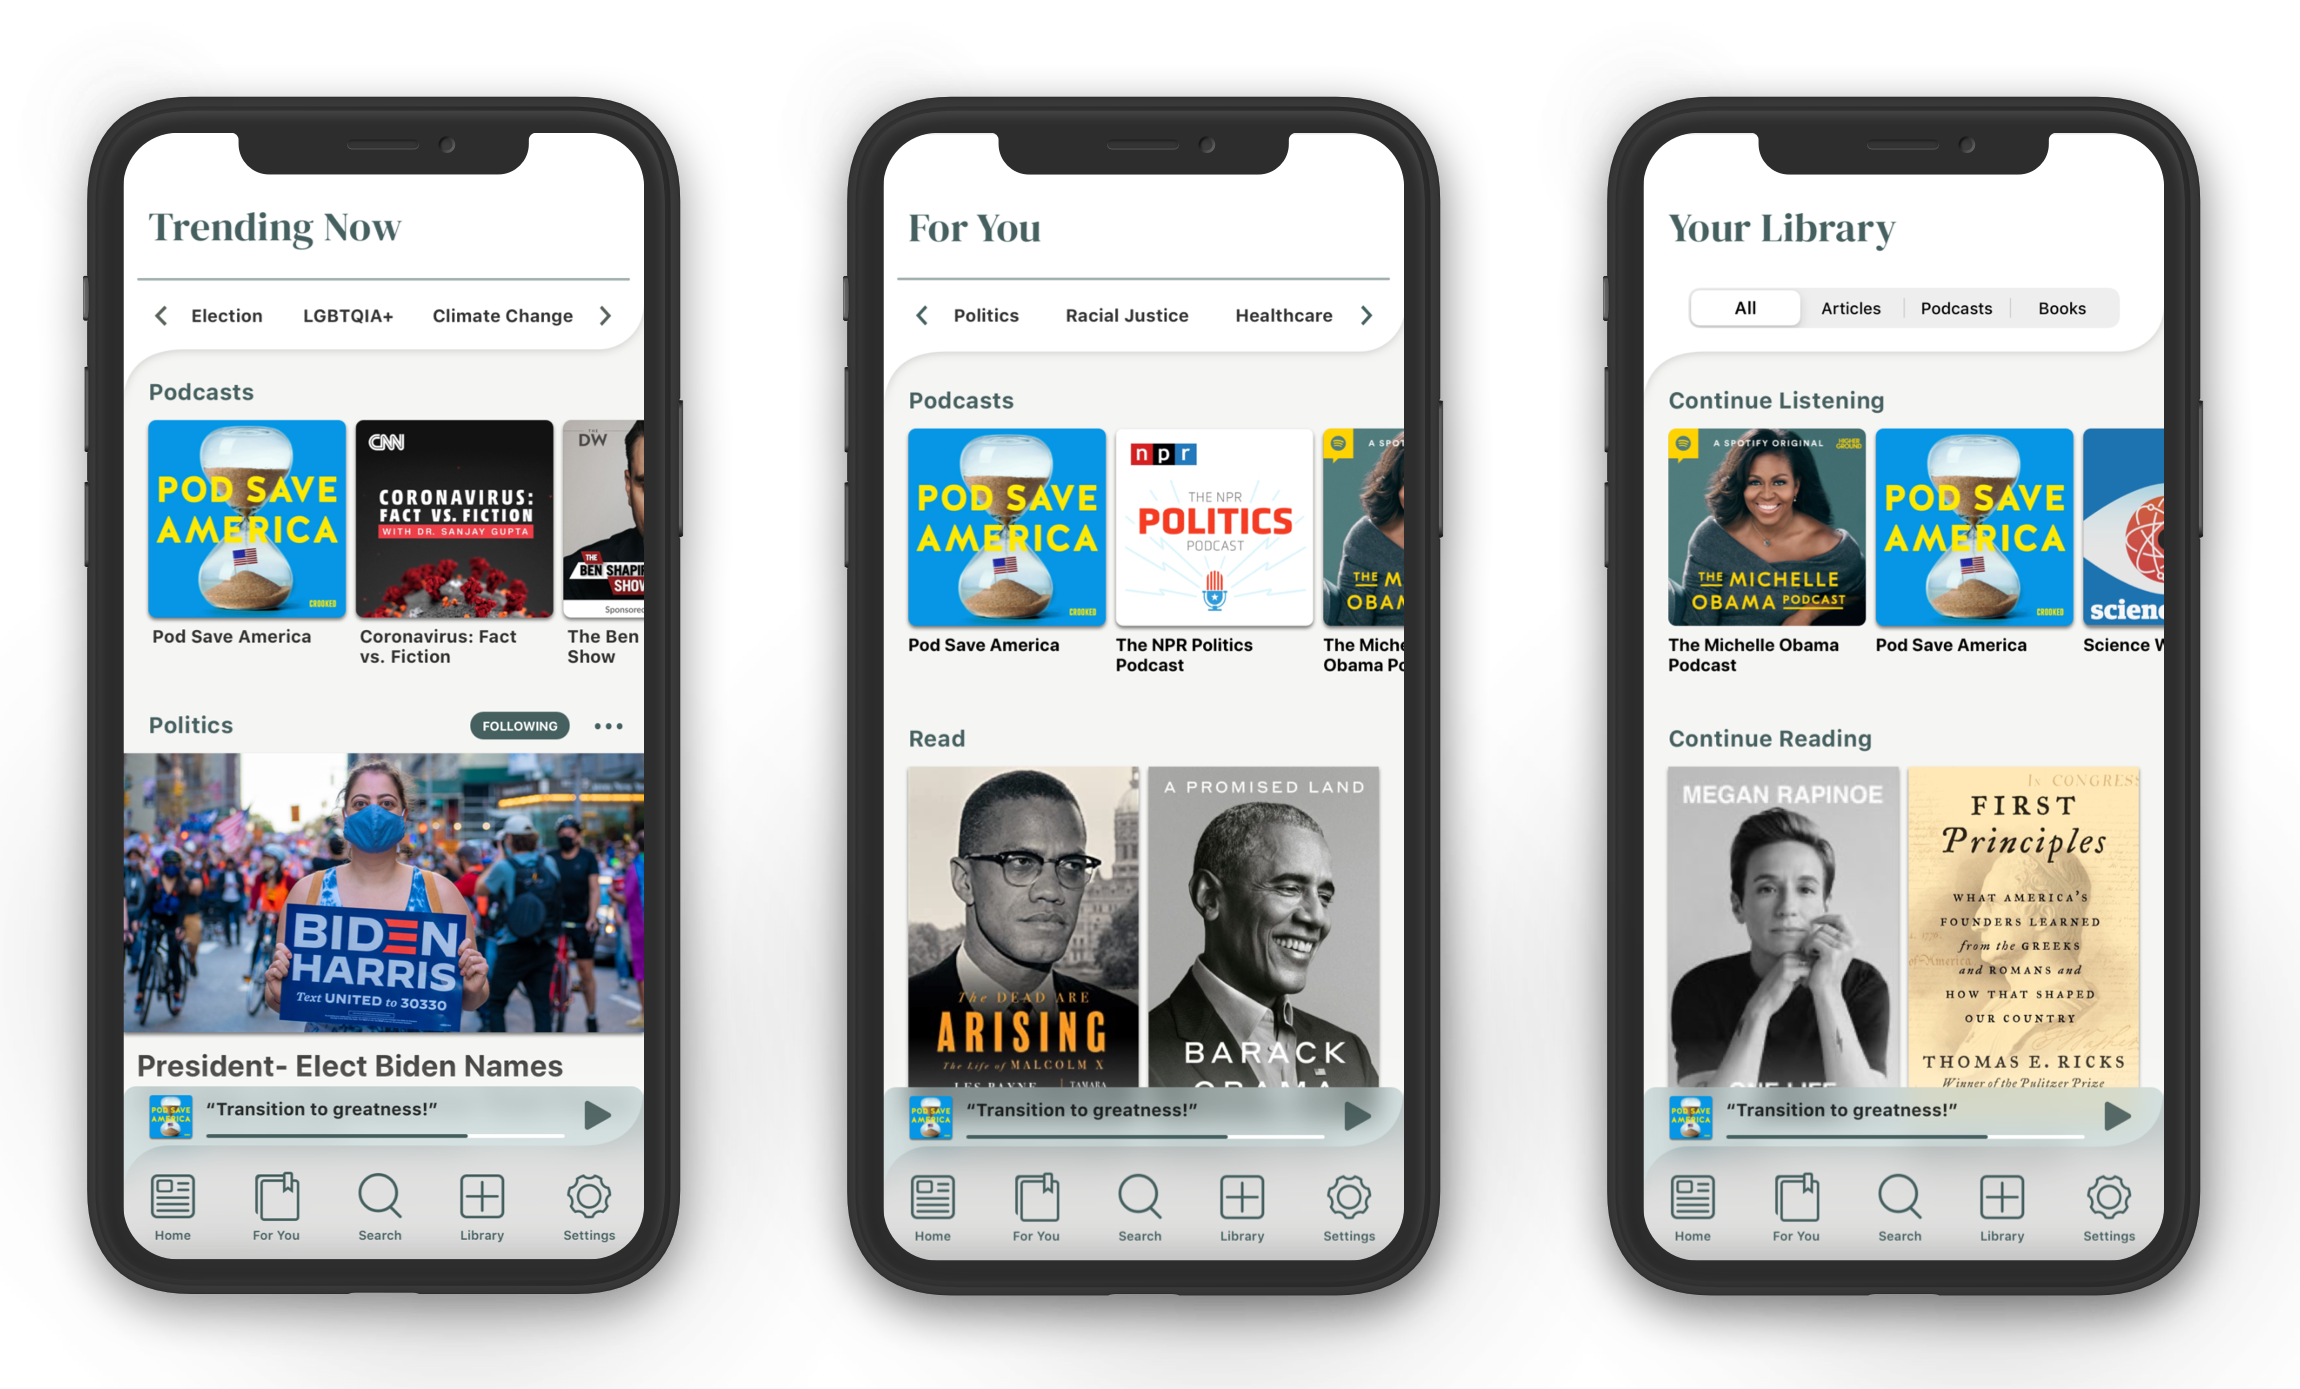 Trending Now
Election LGBTQIA+ Climate Change
Podcasts
POD SAVE
AMERICA
CROOKED
CNN
CORONAVIRUS:
FACT VS. FICTION
WITH DR. SANJAY GUPTA
THE
DW
THE
BEN SHAPI
SHOW
Sponsored
Pod Save America
Coronavirus: Fact
vs. Fiction
The Ben
Show
Politics
FOLLOWING
BIDEN
HARRIS
Text UNITED to 30330
President- Elect Biden Names
POD SAVE
AMERICA
“Transition to greatness!”
Home For You Search Library Settings
For You
Politics Racial Justice Healthcare
Podcasts
POD SAVE
AMERICA
CROOKED
npr
THE NPR
POLITICS
PODCAST
A SPOT
THE M
OBAM
Pod Save America
The NPR Politics
Podcast
The Miche
Obama Po
Read
The DEAD ARE
ARISING
The Life of MALCOLM X
LES PAYNE TAMARA
A PROMISED LAND
BARACK
OBAMA
POD SAVE
AMERICA
“Transition to greatness!”
Home For You Search Library Settings
Your Library
All Articles Podcasts Books
Continue Listening
A SPOTIFY ORIGINAL
HIGHER
GROUND
THE MICHELLE
OBAMA PODCAST
POD SAVE
AMERICA
CROOKED
scien
The Michelle Obama
Podcast
Pod Save America
Science W
Continue Reading
MEGAN RAPINOE
ONE LIFE
IN CONGRESS
FIRST
Principles
WHAT AMERICA'S
FOUNDERS LEARNED
from the GREEKS
and ROMANS and
HOW THAT SHAPED
OUR COUNTRY
of America
THOMAS E. RICKS
Winner of the Pulitzer Prize
POD SAVE
AMERICA
“Transition to greatness!”
Home For You Search Library Settings